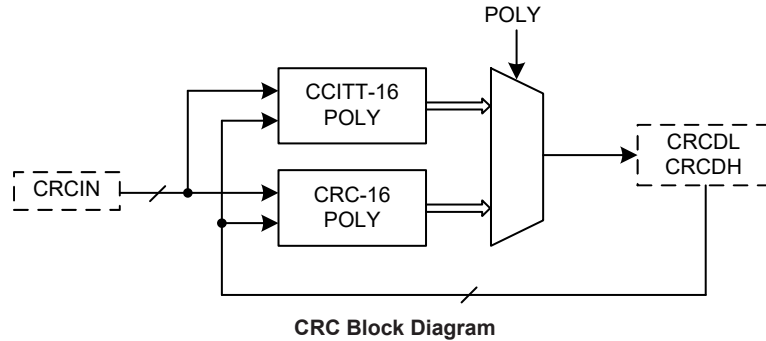 POLY
CCITT-16
POLY
CRCDL
CRCDH
CRCIN
CRC-16
POLY
CRC Block Diagram